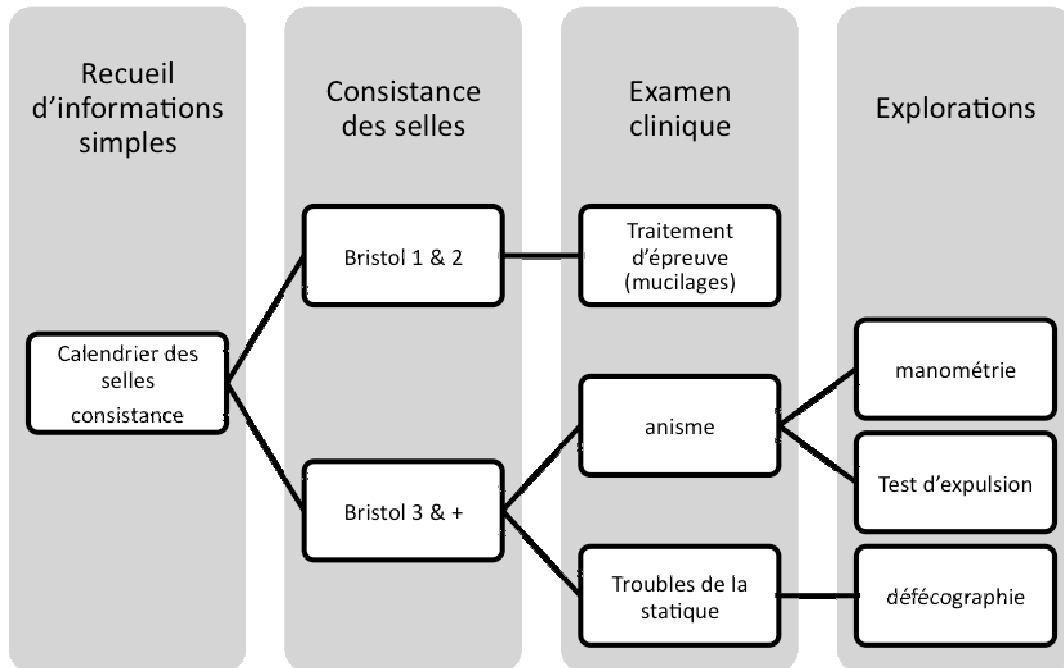 Recueil
d'informations
simples
Consistance
des selles
Examen
clinique
Explorations
Calendrier des
selles
consistance
Bristol 1 & 2
Bristol 3 & +
Traitement
d'épreuve
(mucilages)
anisme
Troubles de la
statique
manométrie
Test d'expulsion
défécographie